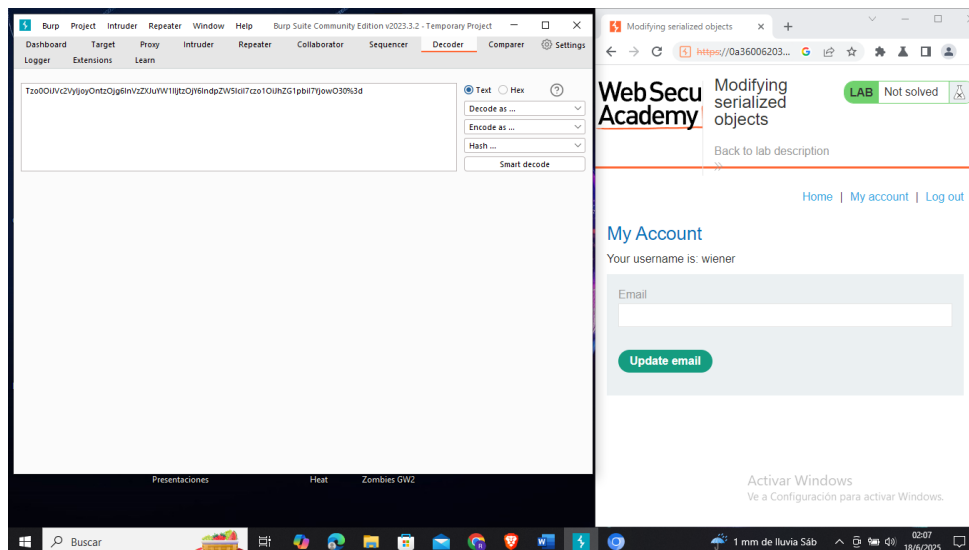 Burp Project Intruder Repeater Window Help Burp Suite Community Edition v2023.3.2 - Temporary Project
Dashboard Target Proxy Intruder Repeater Collaborator Sequencer Decoder Comparer Settings
Logger Extensions Learn
Text Hex ?
Decode as ...
Encode as ...
Hash ...
Smart decode
Modifying serialized objects
https://0a36006203...
Web Secu
Academy
Modifying
serialized
objects
LAB Not solved
Back to lab description
Home | My account | Log out
My Account
Your username is: wiener
Email
Update email
Activar Windows
Ve a Configuración para activar Windows.
Presentaciones Heat Zombies GW2
Buscar
1 mm de lluvia Sáb
02:07
18/6/2025